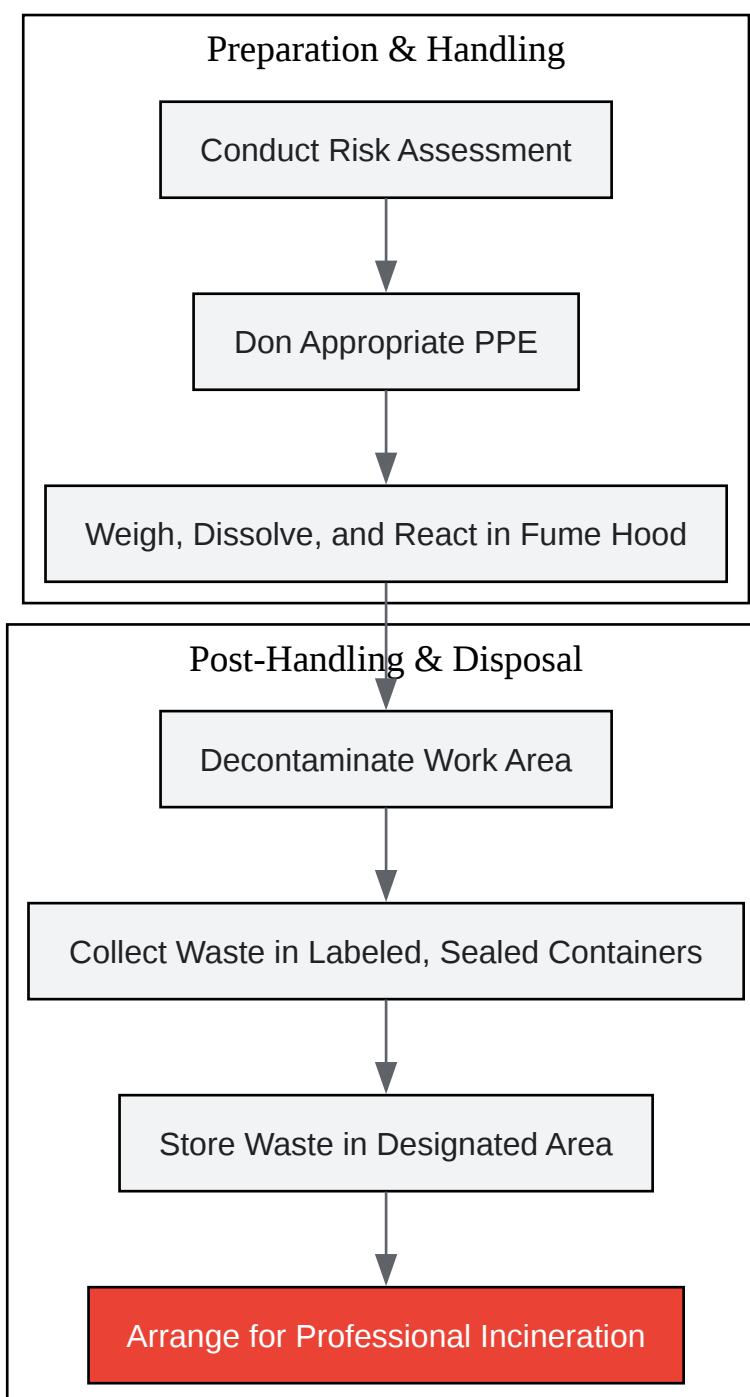 Preparation & Handling
Conduct Risk Assessment
Don Appropriate PPE
Weigh, Dissolve, and React in Fume Hood
Post-Handling & Disposal
Decontaminate Work Area
Collect Waste in Labeled, Sealed Containers
Store Waste in Designated Area
Arrange for Professional Incineration